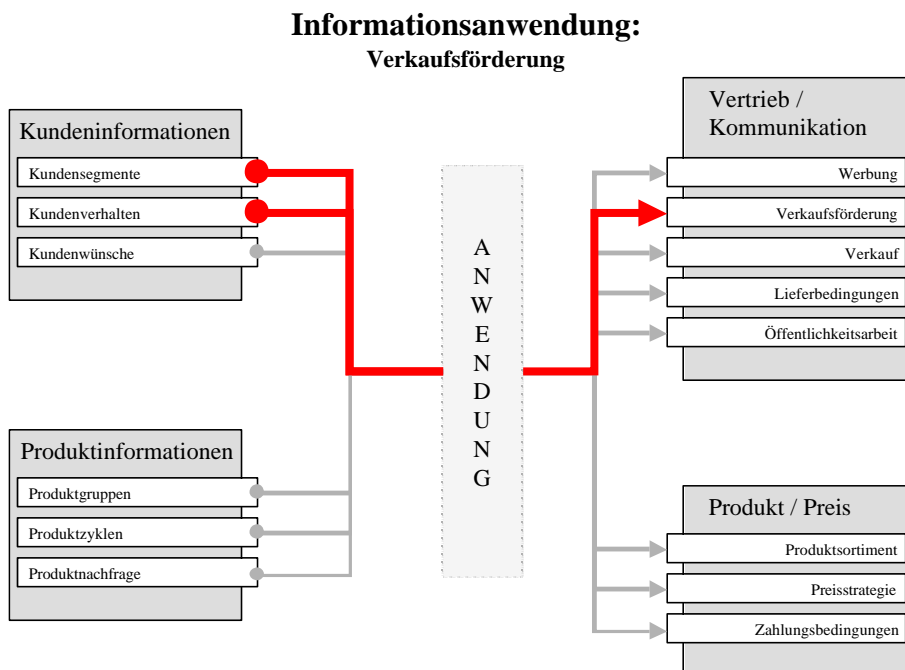 Informationsanwendung:
Verkaufsförderung
Kundeninformationen
Kundensegmente
Kundenverhalten
Kundenwünsche
Produktinformationen
Produktgruppen
Produktzyklen
Produktnachfrage
A
N
W
E
N
D
U
N
G
Vertrieb /
Kommunikation
Werbung
Verkaufsförderung
Verkauf
Lieferbedingungen
Öffentlichkeitsarbeit
Produkt / Preis
Produktsortiment
Preisstrategie
Zahlungsbedingungen